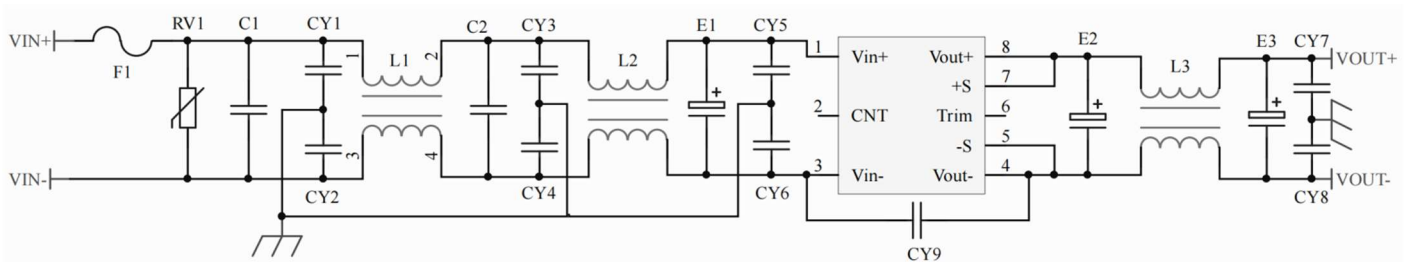 VIN+
F1
RV1
C1
CY1
1
L1
2
C2
CY3
L2
E1
+
CY5
1
Vin+
Vout+
8
+S
7
2
CNT
Trim
6
-S
5
3
Vin-
Vout-
4
E2
+
L3
E3
+
CY7
VOUT+
VIN-
CY2
3
4
CY4
CY6
CY9
CY8
VOUT-